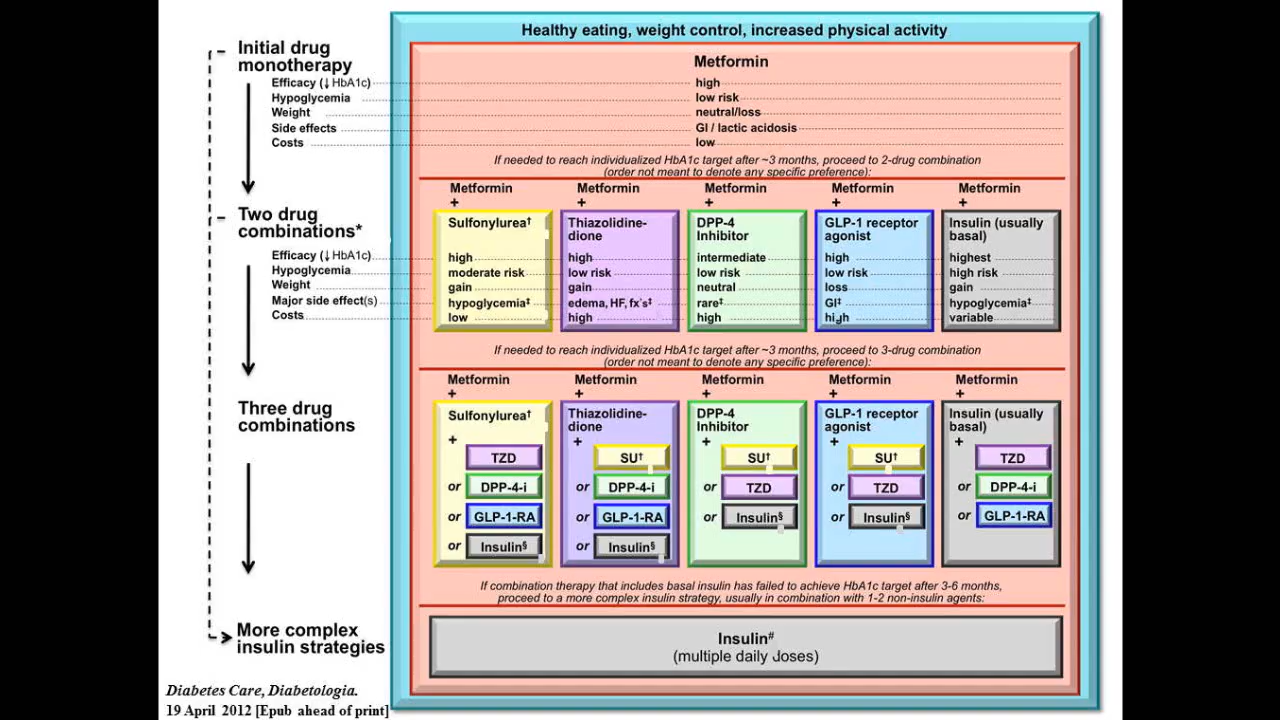 Healthy eating, weight control, increased physical activity
Initial drug
monotherapy
Metformin
Efficacy (↓HbA1c) high
Hypoglycemia low risk
Weight neutral/loss
Side effects GI / lactic acidosis
Costs low
If needed to reach individualized HbA1c target after ~3 months, proceed to 2-drug combination
(order not meant to denote any specific preference):
Metformin Metformin Metformin Metformin Metformin
+ + + + +
Two drug
combinations*
Sulfonylurea† Thiazolidine- DPP-4 GLP-1 receptor Insulin (usually
dione Inhibitor agonist basal)
Efficacy (↓HbA1c) high high intermediate high highest
Hypoglycemia moderate risk low risk low risk low risk high risk
Weight gain gain neutral loss gain
Major side effect(s) hypoglycemia‡ edema, HF, fx's‡ rare‡ GI‡ hypoglycemia‡
Costs low high high high variable
If needed to reach individualized HbA1c target after ~3 months, proceed to 3-drug combination
(order not meant to denote any specific preference):
Metformin Metformin Metformin Metformin Metformin
+ + + + +
Three drug
combinations
Sulfonylurea† Thiazolidine- DPP-4 GLP-1 receptor Insulin (usually
dione Inhibitor agonist basal)
+ + + + +
TZD SU† SU† SU† TZD
or DPP-4-i or DPP-4-i or TZD or TZD or DPP-4-i
or GLP-1-RA or GLP-1-RA or Insulin§ or Insulin§ or GLP-1-RA
or Insulin§ or Insulin§
If combination therapy that includes basal insulin has failed to achieve HbA1c target after 3-6 months,
proceed to a more complex insulin strategy, usually in combination with 1-2 non-insulin agents:
More complex
insulin strategies
Insulin#
(multiple daily doses)
Diabetes Care, Diabetologia.
19 April 2012 [Epub ahead of print]